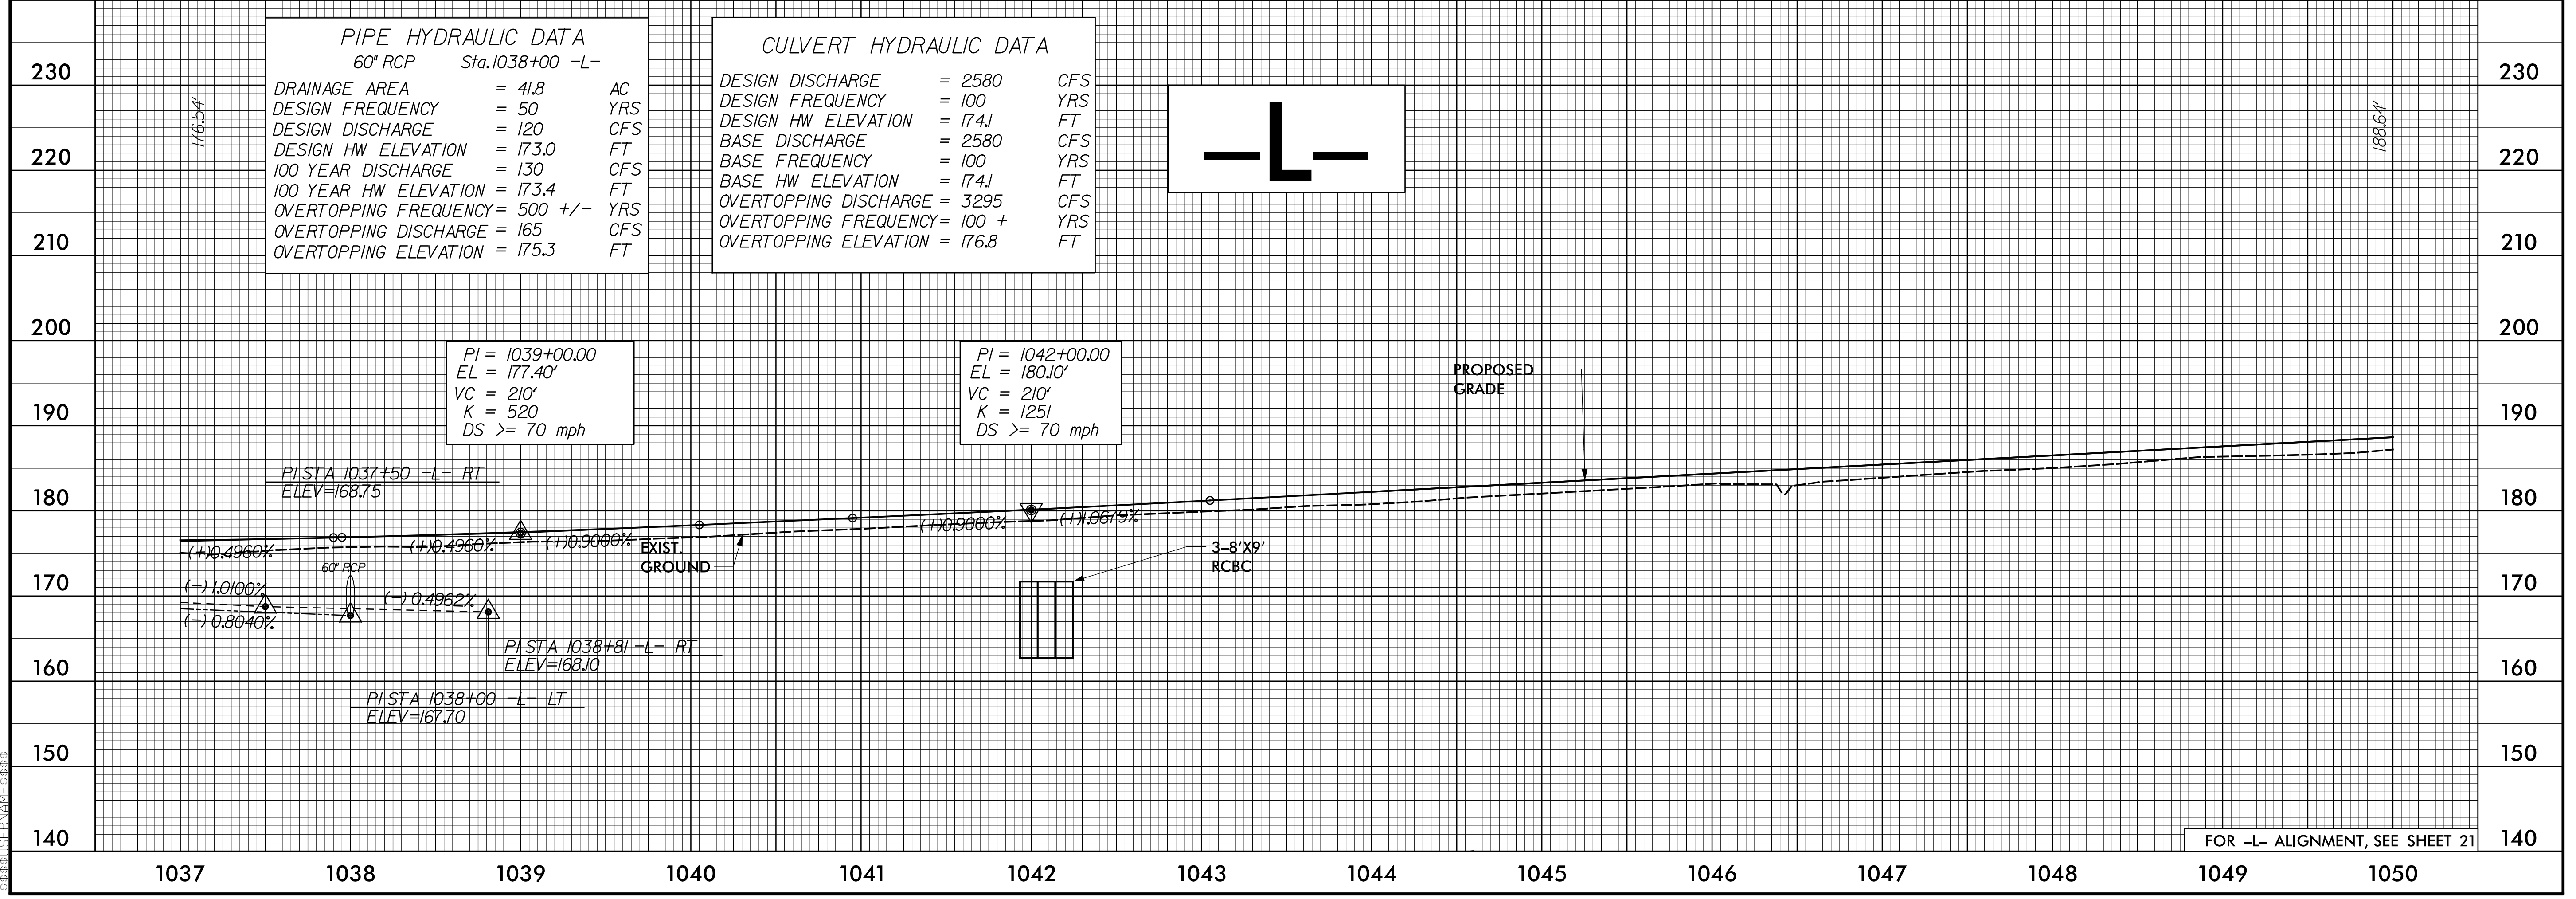 PIPE HYDRAULIC DATA
60" RCP Sta.1038+00 -L-
DRAINAGE AREA = 41.8 AC
DESIGN FREQUENCY = 50 YRS
DESIGN DISCHARGE = 120 CFS
DESIGN HW ELEVATION = 173.0 FT
100 YEAR DISCHARGE = 130 CFS
100 YEAR HW ELEVATION = 173.4 FT
OVERTOPPING FREQUENCY = 500 +/- YRS
OVERTOPPING DISCHARGE = 165 CFS
OVERTOPPING ELEVATION = 175.3 FT
CULVERT HYDRAULIC DATA
DESIGN DISCHARGE = 2580 CFS
DESIGN FREQUENCY = 100 YRS
DESIGN HW ELEVATION = 174.1 FT
BASE DISCHARGE = 2580 CFS
BASE FREQUENCY = 100 YRS
BASE HW ELEVATION = 174.1 FT
OVERTOPPING DISCHARGE = 3295 CFS
OVERTOPPING FREQUENCY = 100 + YRS
OVERTOPPING ELEVATION = 176.8 FT
-L-
176.54'
188.64'
230 230
220 220
210 210
200 200
190 190
180 180
170 170
160 160
150 150
140 140
PI = 1039+00.00
EL = 177.40'
VC = 210'
K = 520
DS >= 70 mph
PI = 1042+00.00
EL = 180.10'
VC = 210'
K = 1251
DS >= 70 mph
PROPOSED
GRADE
PI STA 1037+50 -L- RT
ELEV=168.75
(+)0.4960%
(+)0.4960%
(+)0.9000%
(+)0.9000%
(+)1.0679%
EXIST.
GROUND
3-8'X9'
RCBC
60" RCP
(-)1.0100%
(-)0.4962%
(-)0.8040%
PI STA 1038+81 -L- RT
ELEV=168.10
PI STA 1038+00 -L- LT
ELEV=167.70
FOR -L- ALIGNMENT, SEE SHEET 21
1037 1038 1039 1040 1041 1042 1043 1044 1045 1046 1047 1048 1049 1050